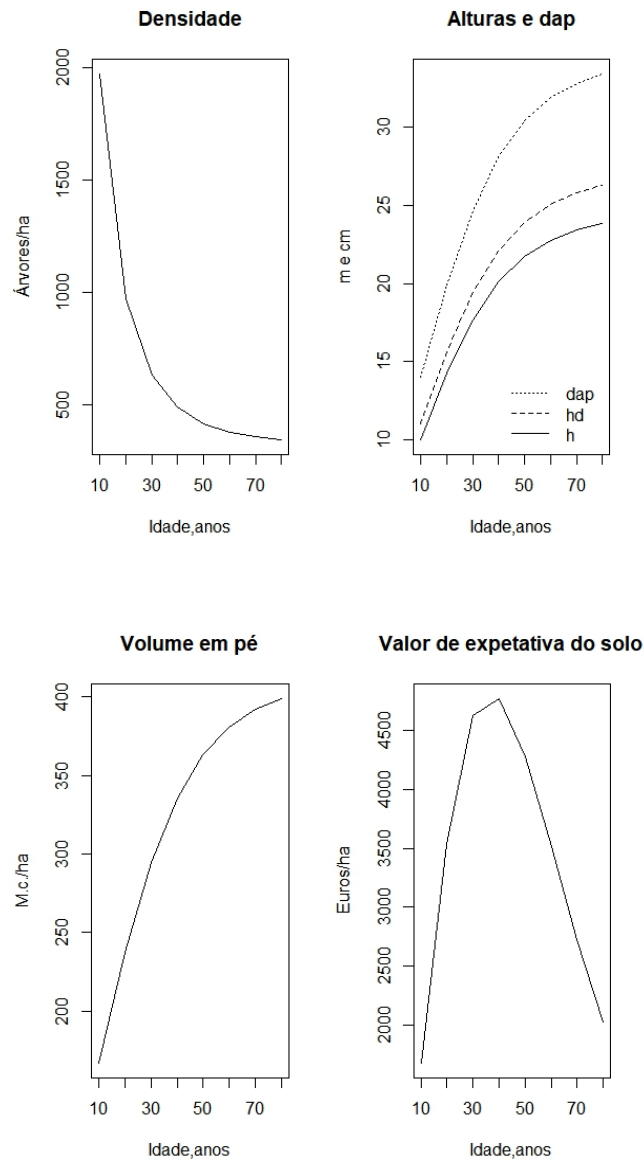 Densidade
Árvores/ha
2000
1500
1000
500
10 30 50 70
Idade,anos
Alturas e dap
m e cm
30
25
20
15
10
dap
hd
h
10 30 50 70
Idade,anos
Volume em pé
M.c./ha
400
350
300
250
200
10 30 50 70
Idade,anos
Valor de expetativa do solo
Euros/ha
4500
4000
3500
3000
2500
2000
10 30 50 70
Idade,anos